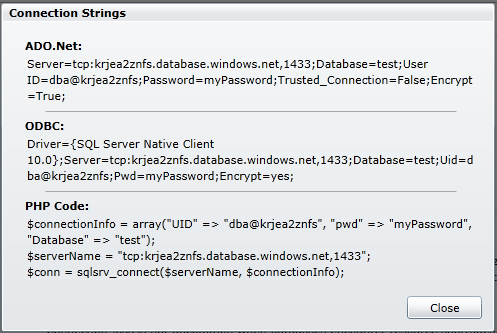 Connection Strings
ADO.Net:
Server=tcp:krjea2znfs.database.windows.net,1433;Database=test;User
ID=dba@krjea2znfs;Password=myPassword;Trusted_Connection=False;Encrypt
=True;
ODBC:
Driver={SQL Server Native Client
10.0};Server=tcp:krjea2znfs.database.windows.net,1433;Database=test;Uid=d
ba@krjea2znfs;Pwd=myPassword;Encrypt=yes;
PHP Code:
$connectionInfo = array("UID" => "dba@krjea2znfs", "pwd" => "myPassword",
"Database" => "test");
$serverName = "tcp:krjea2znfs.database.windows.net,1433";
$conn = sqlsrv_connect($serverName, $connectionInfo);
Close